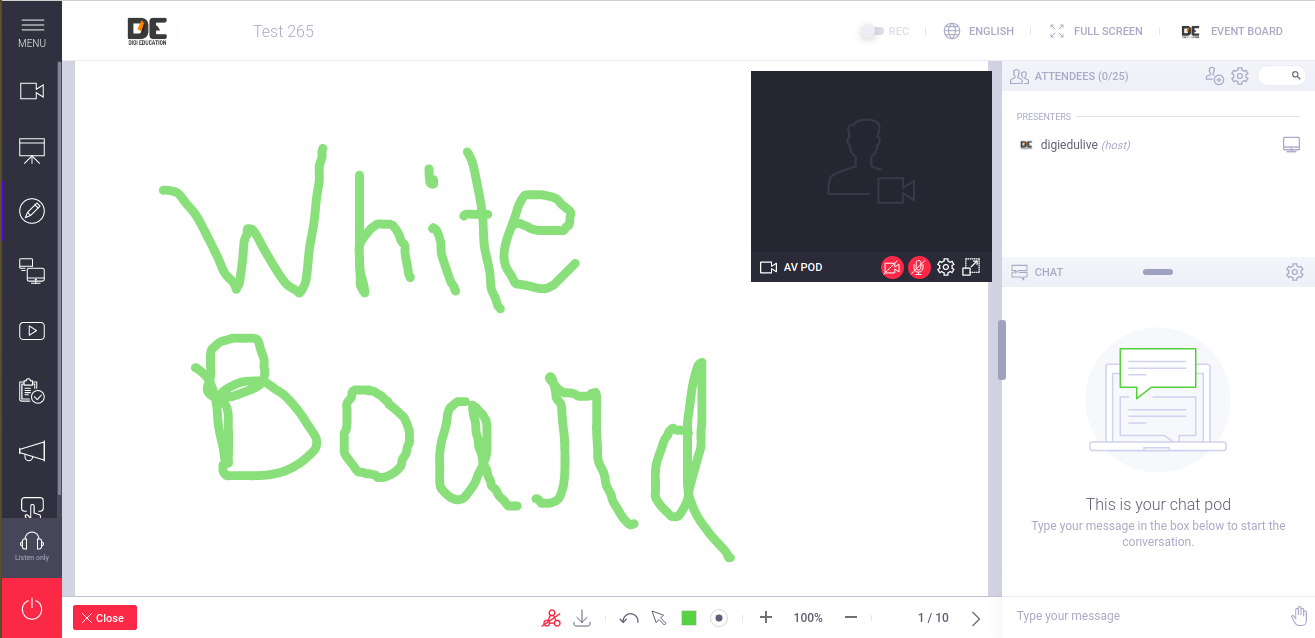 MENU
DE
DIGI EDUCATION
Test 265
REC
ENGLISH
FULL SCREEN
DE
EVENT BOARD
White
Board
AV POD
ATTENDEES (0/25)
PRESENTERS
DE
digiedulive (host)
CHAT
This is your chat pod
Type your message in the box below to start the
conversation.
Listen only
Close
100%
1 / 10
Type your message